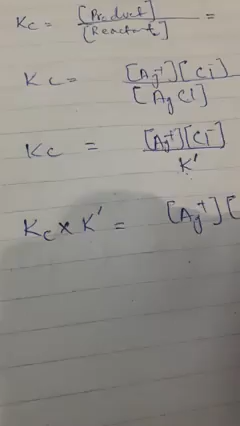 Kc = [Product] / [Reactant] =
Kc = [Ag+][Cl / [AgCl]
Kc = [Ag+][Cl / K'
Kc × K' = [Ag+][